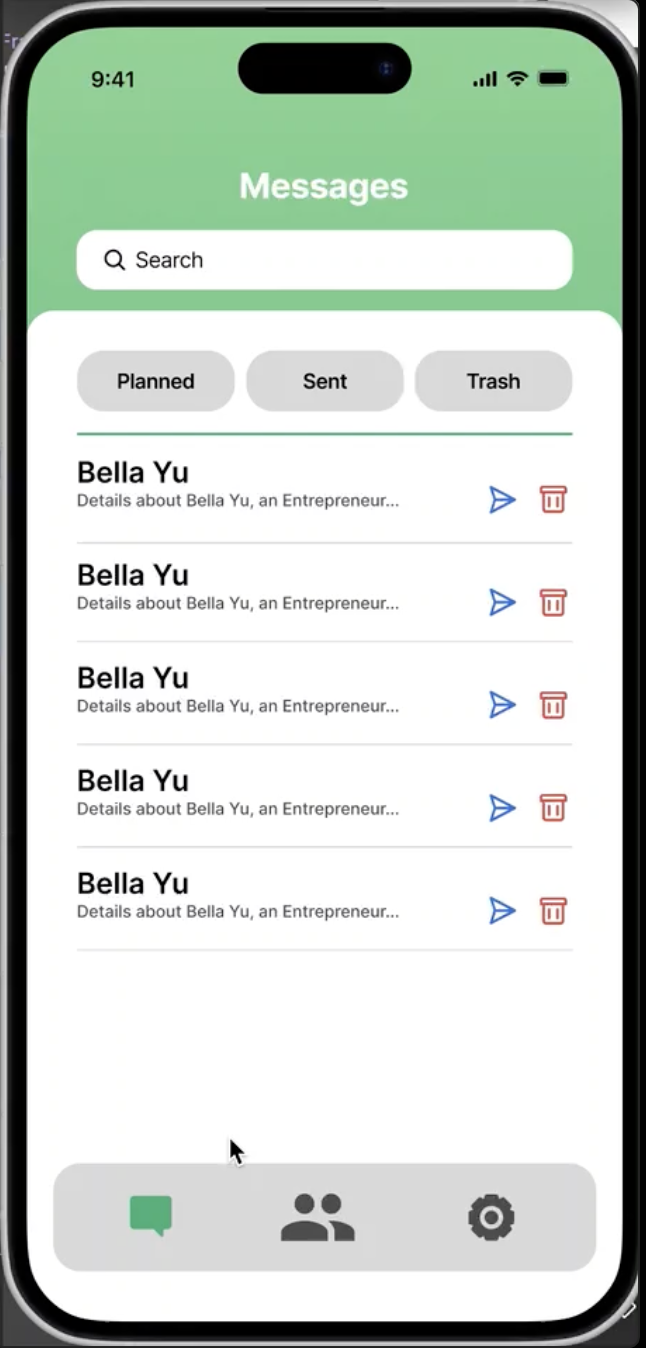 9:41
Messages
Search
Planned
Sent
Trash
Bella Yu
Details about Bella Yu, an Entrepreneur...
Bella Yu
Details about Bella Yu, an Entrepreneur...
Bella Yu
Details about Bella Yu, an Entrepreneur...
Bella Yu
Details about Bella Yu, an Entrepreneur...
Bella Yu
Details about Bella Yu, an Entrepreneur...